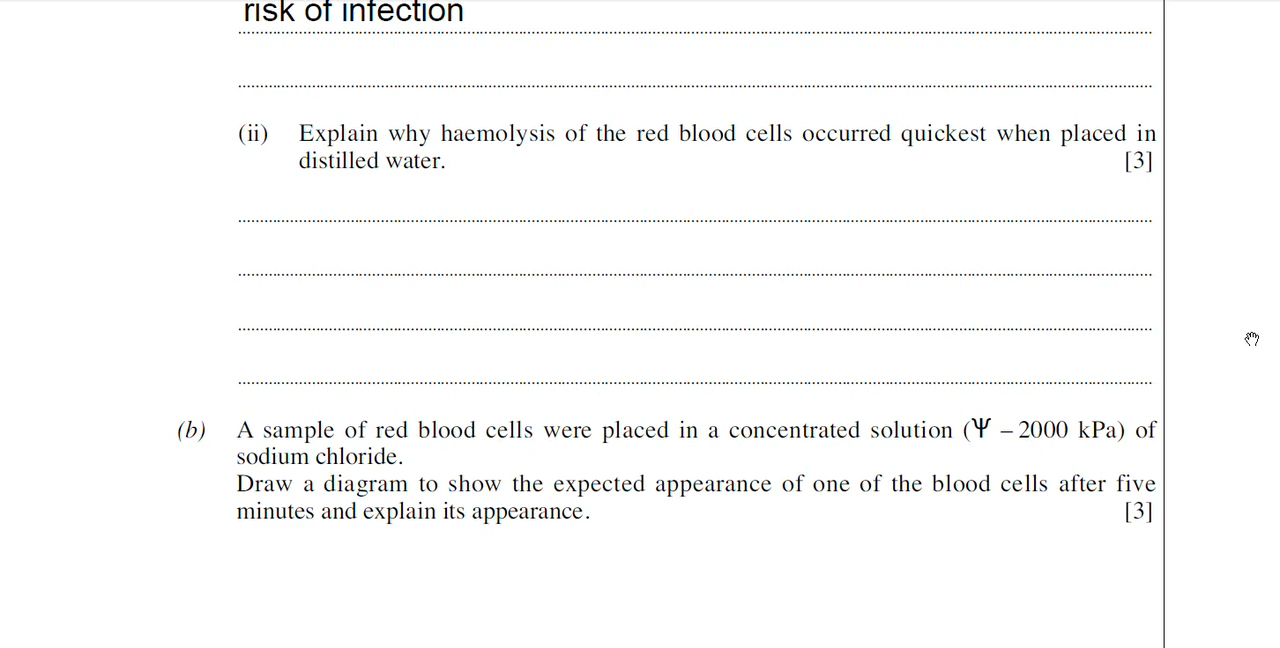 risk of infection
(ii) Explain why haemolysis of the red blood cells occurred quickest when placed in
distilled water. [3]
(b) A sample of red blood cells were placed in a concentrated solution (Ψ – 2000 kPa) of
sodium chloride.
Draw a diagram to show the expected appearance of one of the blood cells after five
minutes and explain its appearance. [3]